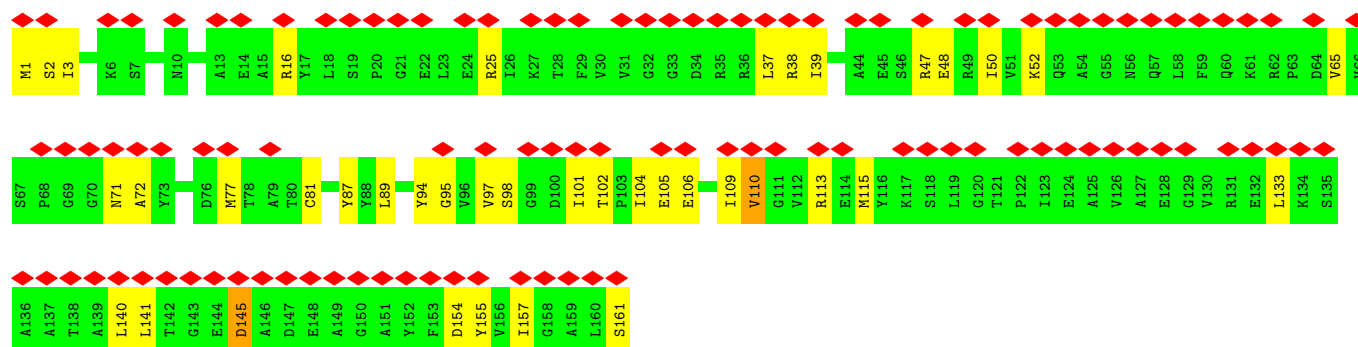 M1 S2 I3 K6 S7 N10 A13 E14 A15 R16 Y17 L18 S19 P20 G21 E22 L23 E24 R25 I26 K27 T28 F29 V30 V31 G32 G33 D34 R35 R36 L37 R38 I39 A44 E45 S46 R47 E48 R49 I50 V51 K52 Q53 A54 G55 N56 Q57 L58 F59 Q60 K61 R62 P63 D64 V65
S67 P68 G69 G70 N71 A72 Y73 D76 M77 T78 A79 T80 C81 Y87 Y88 L89 Y94 G95 V96 V97 S98 G99 D100 I101 T102 P103 I104 E105 E106 I109 V110 G111 V112 R113 E114 M115 Y116 K117 S118 L119 G120 T121 P122 I123 E124 A125 V126 A127 E128 G129 V130 R131 E132 L133 K134 S135
A136 A137 T138 A139 L140 L141 T142 G143 E144 D145 A146 D147 E148 A149 G150 A151 Y152 F153 D154 Y155 V156 I157 G158 A159 L160 S161